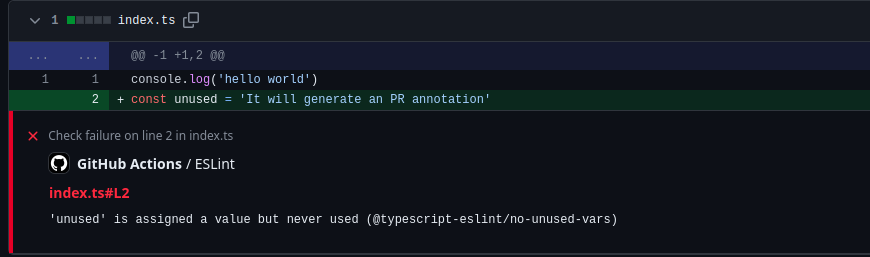 1 index.ts
... ... @@ -1 +1,2 @@
1 1 console.log('hello world')
2 + const unused = 'It will generate an PR annotation'
Check failure on line 2 in index.ts
GitHub Actions / ESLint
index.ts#L2
'unused' is assigned a value but never used (@typescript-eslint/no-unused-vars)